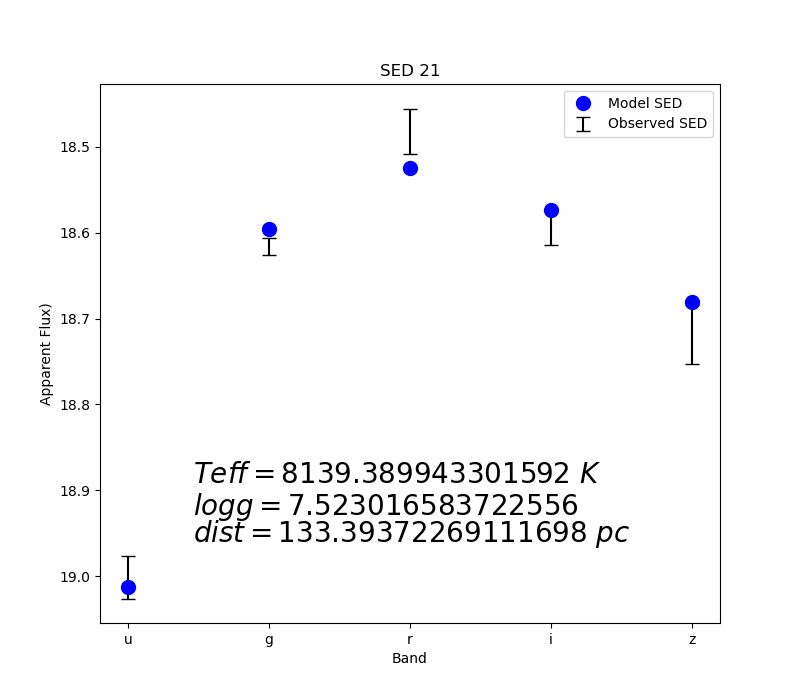 SED 21
Model SED
Observed SED
18.5
18.6
18.7
18.8
18.9
19.0
Apparent Flux)
Teff = 8139.389943301592 K
logg = 7.523016583722556
dist = 133.39372269111698 pc
u g r i z
Band